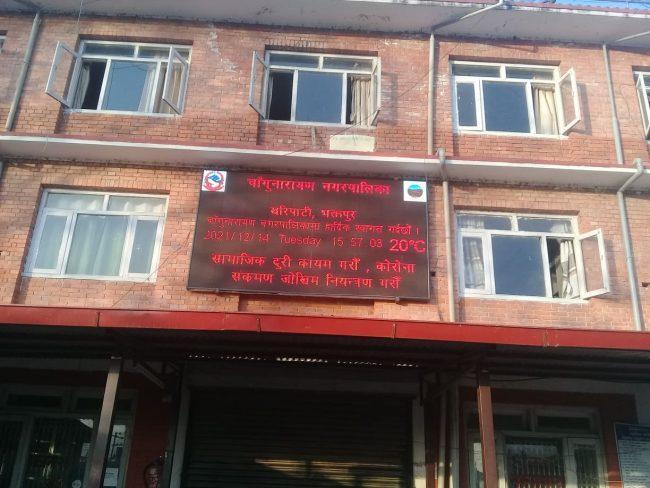 चाँगुनारायण नगरपालिका
खरिपाटी, भक्तपुर
चाँगुनारायण नगरपालिकामा हार्दिक स्वागत गर्दछौं ।
2021/12/14 Tuesday 15 57 03 20°C
सामाजिक दुरी कायम गरौँ , कोरोना
संक्रमण जोखिम नियन्त्रण गरौँ